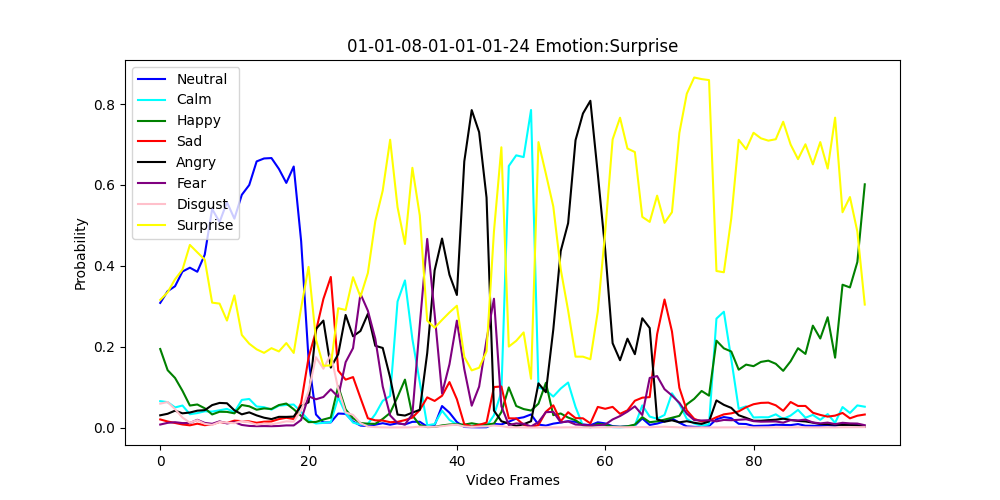 01-01-08-01-01-01-24 Emotion:Surprise
Neutral
Calm
Happy
Sad
Angry
Fear
Disgust
Surprise
Probability
0.8
0.6
0.4
0.2
0.0
0 20 40 60 80
Video Frames